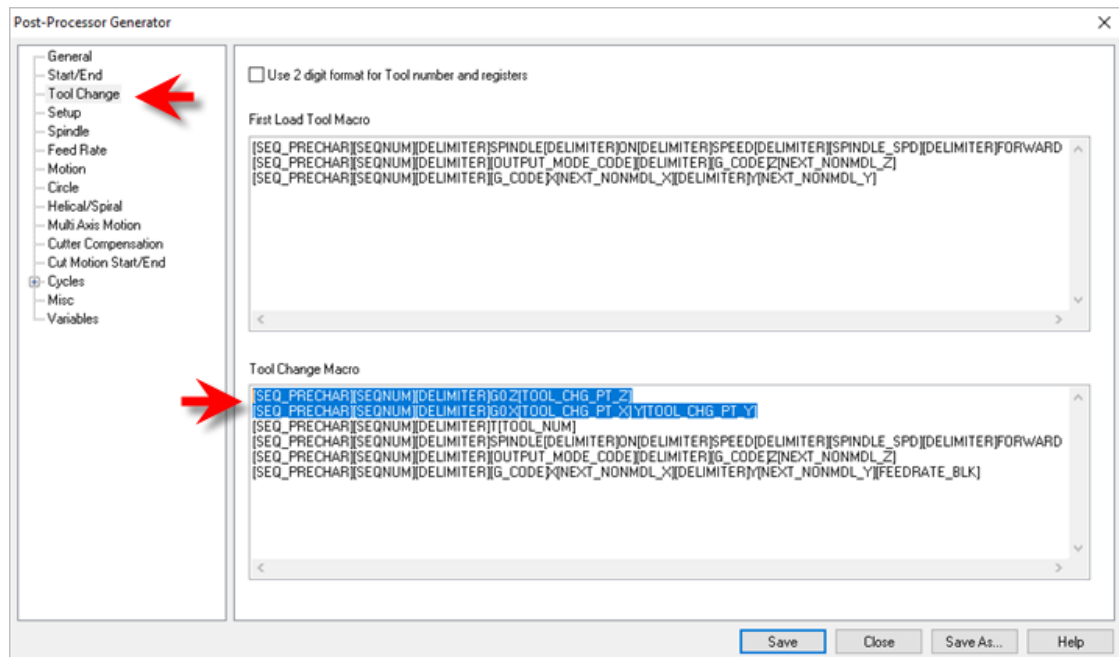 Post-Processor Generator
General
Start/End
Tool Change
Setup
Spindle
Feed Rate
Motion
Circle
Helical/Spiral
Multi Axis Motion
Cutter Compensation
Cut Motion Start/End
Cycles
Misc
Variables
Use 2 digit format for Tool number and registers
First Load Tool Macro
[SEQ_PRECHAR][SEQNUM][DELIMITER]SPINDLE[DELIMITER]ON[DELIMITER]SPEED[DELIMITER][SPINDLE_SPD][DELIMITER]FORWARD
[SEQ_PRECHAR][SEQNUM][DELIMITER][OUTPUT_MODE_CODE][DELIMITER][G_CODE]Z[NEXT_NONMDL_Z]
[SEQ_PRECHAR][SEQNUM][DELIMITER][G_CODE]X[NEXT_NONMDL_X][DELIMITER]Y[NEXT_NONMDL_Y]
Tool Change Macro
[SEQ_PRECHAR][SEQNUM][DELIMITER]G0Z[TOOL_CHG_PT_Z]
[SEQ_PRECHAR][SEQNUM][DELIMITER]G0X[TOOL_CHG_PT_X]Y[TOOL_CHG_PT_Y]
[SEQ_PRECHAR][SEQNUM][DELIMITER]T[TOOL_NUM]
[SEQ_PRECHAR][SEQNUM][DELIMITER]SPINDLE[DELIMITER]ON[DELIMITER]SPEED[DELIMITER][SPINDLE_SPD][DELIMITER]FORWARD
[SEQ_PRECHAR][SEQNUM][DELIMITER][OUTPUT_MODE_CODE][DELIMITER][G_CODE]Z[NEXT_NONMDL_Z]
[SEQ_PRECHAR][SEQNUM][DELIMITER][G_CODE]X[NEXT_NONMDL_X][DELIMITER]Y[NEXT_NONMDL_Y][FEEDRATE_BLK]
Save
Close
Save As...
Help